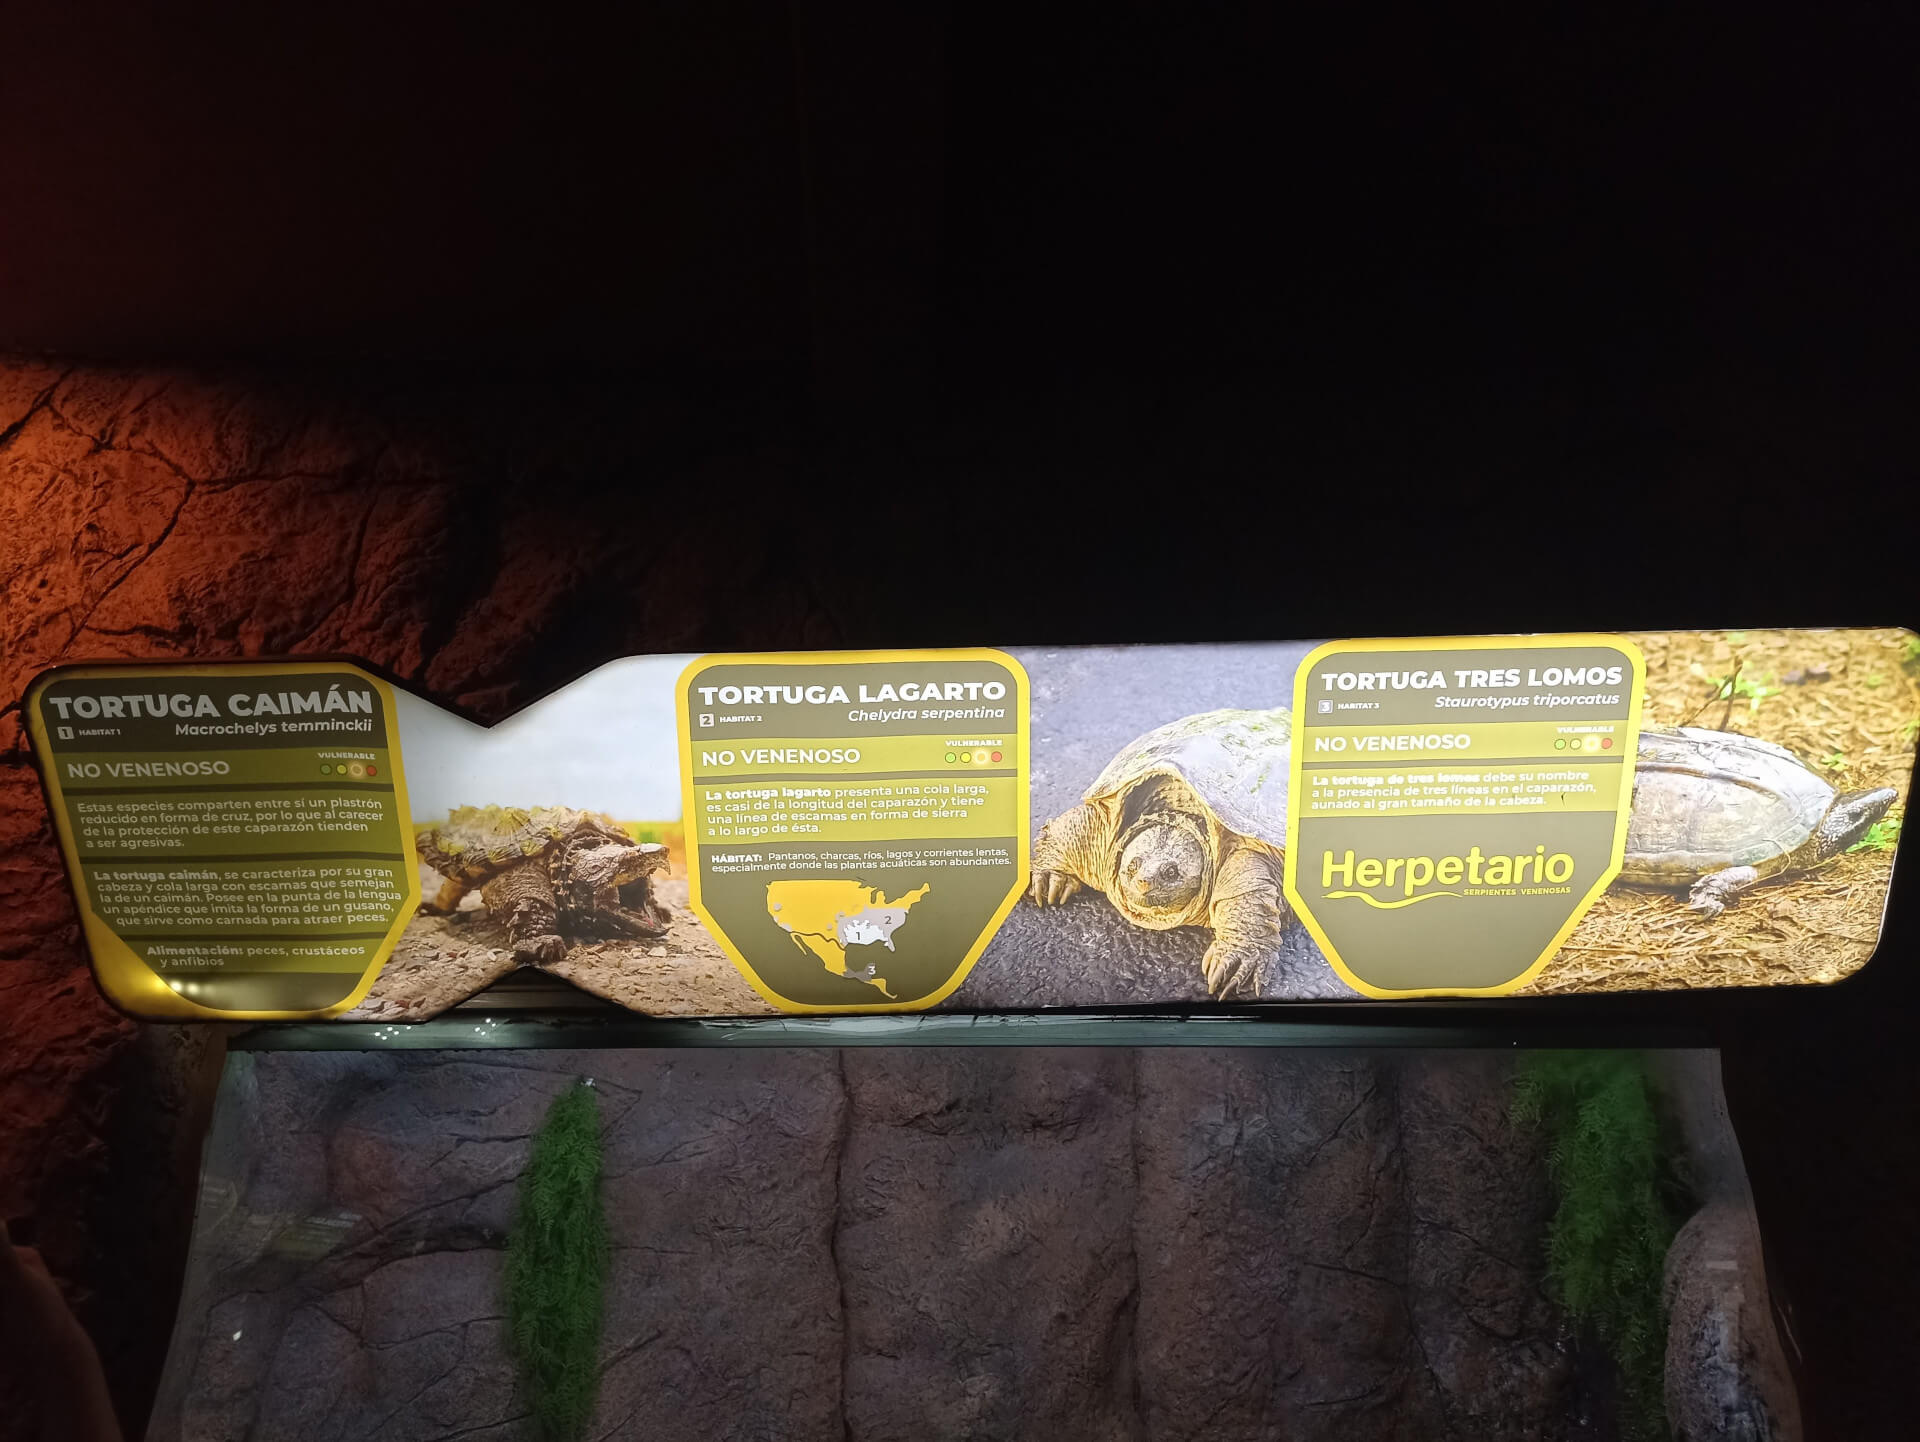 TORTUGA CAIMÁN
1 HABITAT 1
Macrochelys temminckii
NO VENENOSO
VULNERABLE
Estas especies comparten entre sí un plastrón
reducido en forma de cruz, por lo que al carecer
de la protección de este caparazón tienden
a ser agresivas.
La tortuga caimán, se caracteriza por su gran
cabeza y cola larga con escamas que semejan
la de un caimán. Posee en la punta de la lengua
un apéndice que imita la forma de un gusano,
que sirve como carnada para atraer peces.
Alimentación: peces, crustáceos
y anfibios
TORTUGA LAGARTO
2 HABITAT 2
Chelydra serpentina
NO VENENOSO
VULNERABLE
La tortuga lagarto presenta una cola larga,
es casi de la longitud del caparazón y tiene
una línea de escamas en forma de sierra
a lo largo de ésta.
HÁBITAT: Pantanos, charcas, ríos, lagos y corrientes lentas,
especialmente donde las plantas acuáticas son abundantes.
2
1
3
TORTUGA TRES LOMOS
3 HABITAT 3
Staurotypus triporcatus
NO VENENOSO
VULNERABLE
La tortuga de tres lomos debe su nombre
a la presencia de tres líneas en el caparazón,
aunado al gran tamaño de la cabeza.
Herpetario
SERPIENTES VENENOSAS